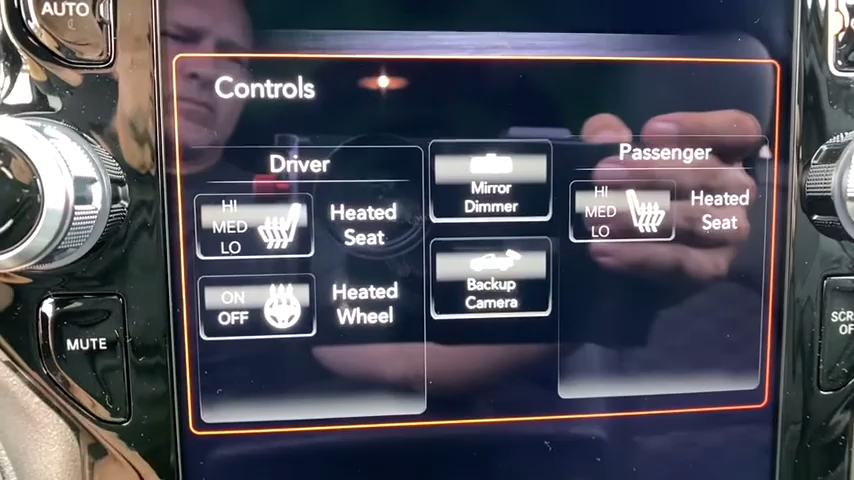 AUTO
Controls
Driver
HI
MED
LO
Heated
Seat
ON
OFF
Heated
Wheel
Mirror
Dimmer
Backup
Camera
Passenger
HI
MED
LO
Heated
Seat
MUTE